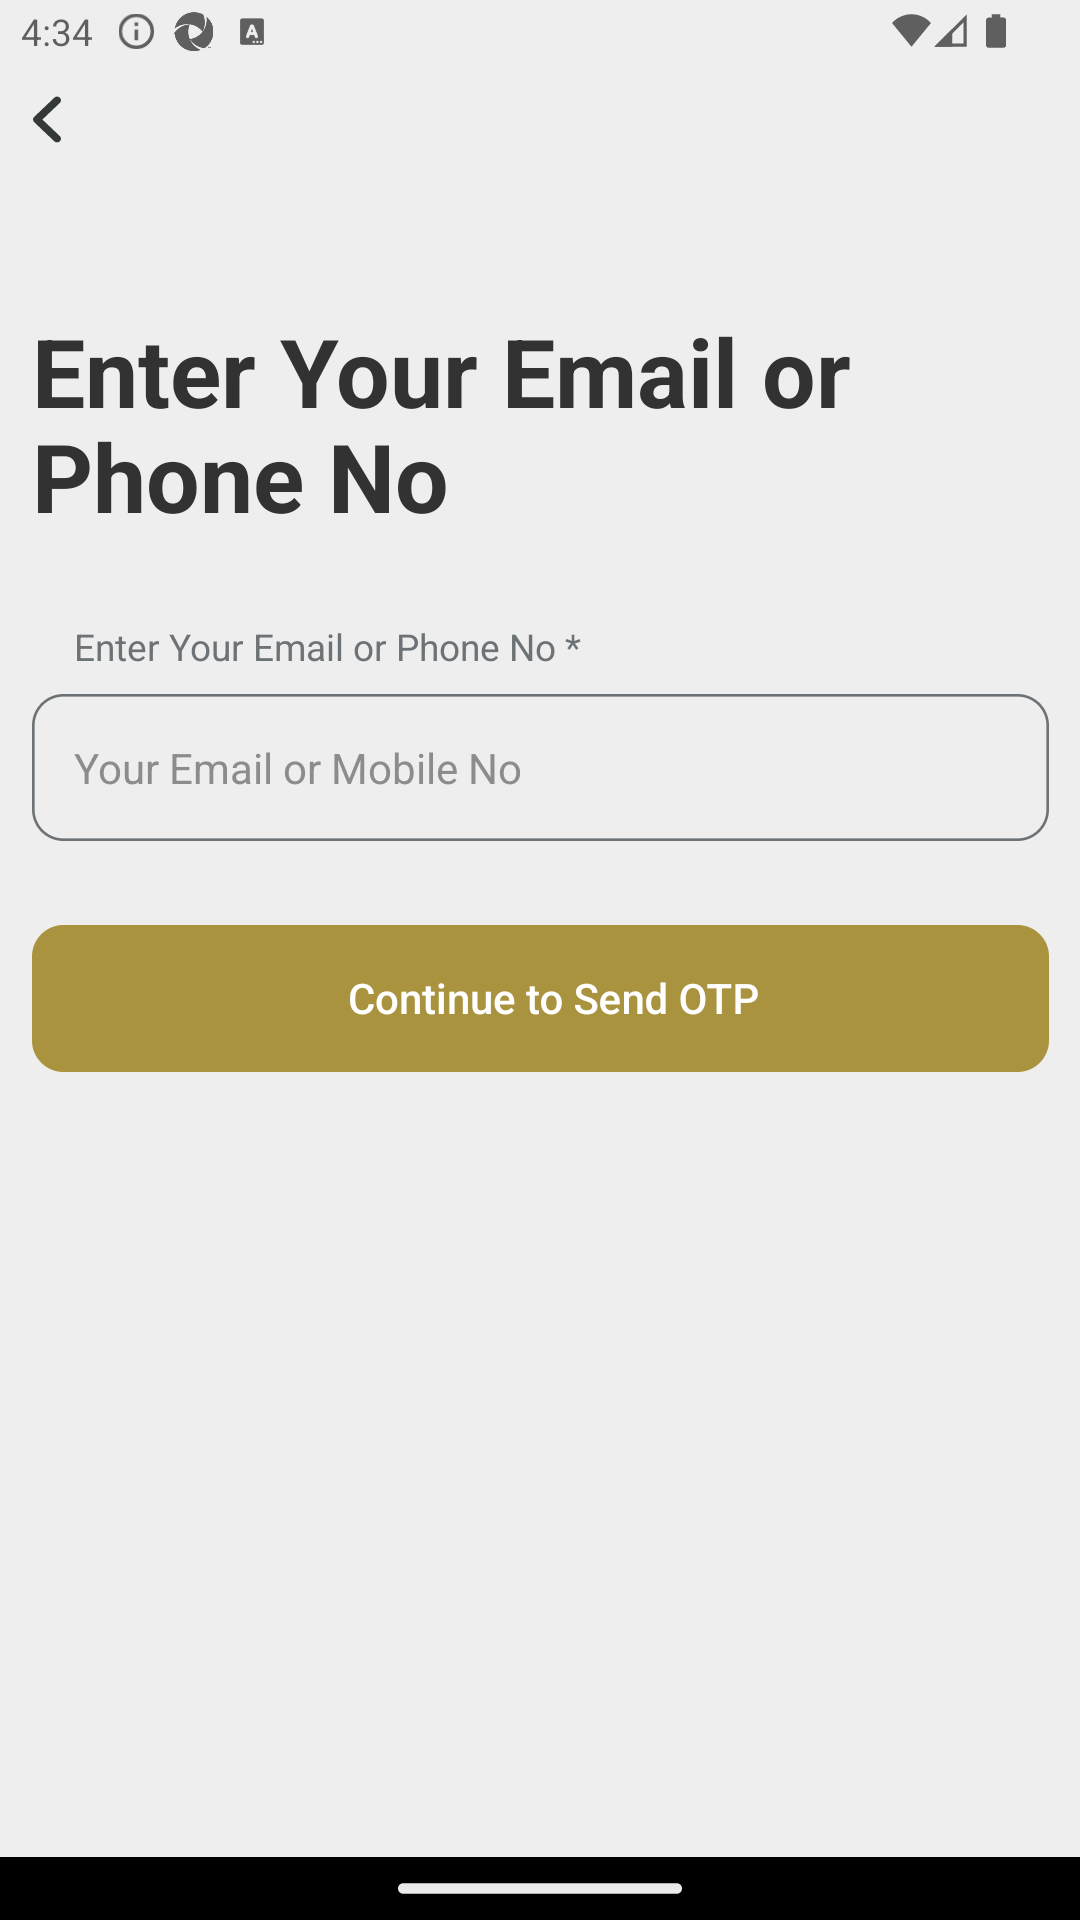 4:34
Enter Your Email or
Phone No
Enter Your Email or Phone No *
Your Email or Mobile No
Continue to Send OTP